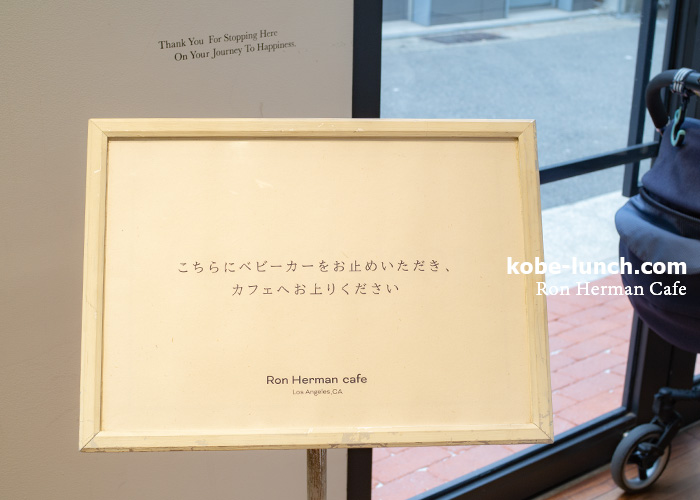 Thank You For Stopping Here
On Your Journey To Happiness.
こちらにベビーカーをお止めいただき、
カフェへお上りください
Ron Herman cafe
Los Angeles,CA
kobe-lunch.com
Ron Herman Cafe